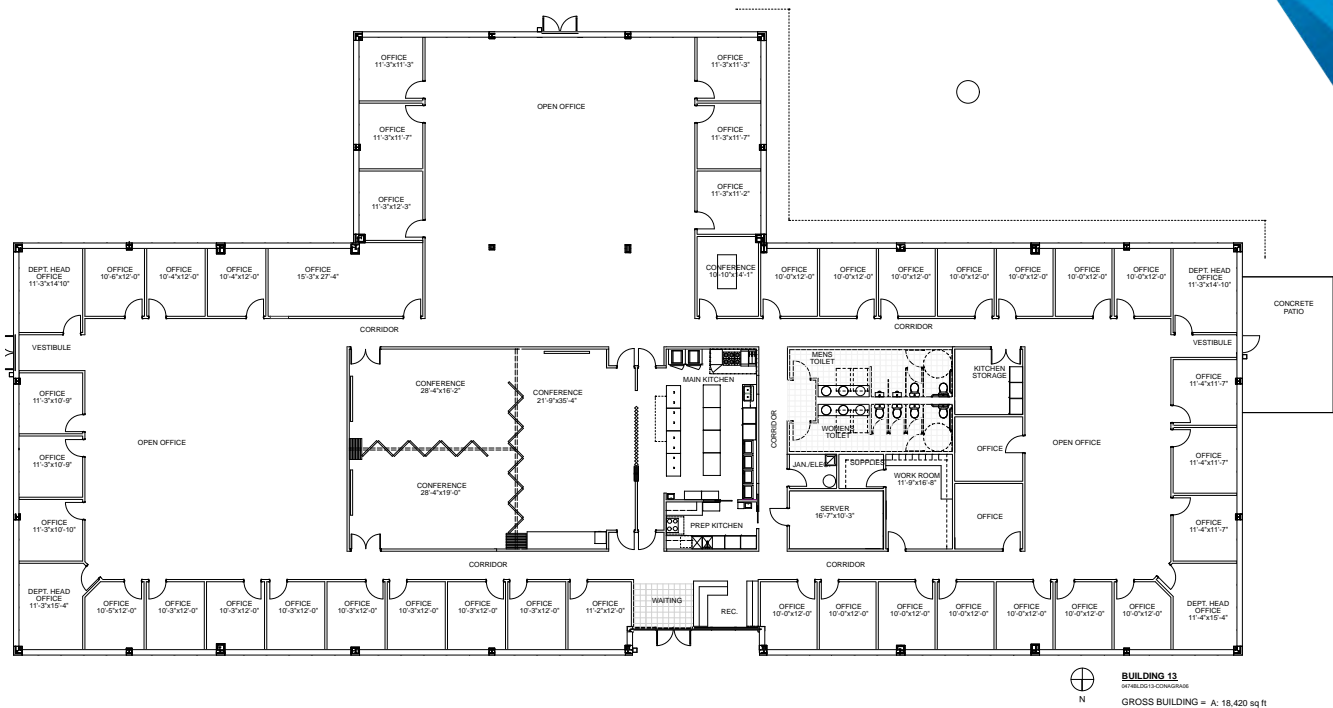 OFFICE
11'-3"x11'-3"
OFFICE
11'-3"x11'-3"
OPEN OFFICE
OFFICE
11'-3"x11'-7"
OFFICE
11'-3"x11'-7"
OFFICE
11'-3"x12'-3"
OFFICE
11'-3"x11'-2"
DEPT. HEAD
OFFICE
11'-3"x14'10"
OFFICE
10'-6"x12'-0"
OFFICE
10'-4"x12'-0"
OFFICE
10'-4"x12'-0"
OFFICE
15'-3"x 27'-4"
CONFERENCE
10'-10"x14'-1"
OFFICE
10'-0"x12'-0"
OFFICE
10'-0"x12'-0"
OFFICE
10'-0"x12'-0"
OFFICE
10'-0"x12'-0"
OFFICE
10'-0"x12'-0"
OFFICE
10'-0"x12'-0"
OFFICE
10'-0"x12'-0"
DEPT. HEAD
OFFICE
11'-3"x14'-10"
CONCRETE
PATIO
CORRIDOR
CORRIDOR
VESTIBULE
VESTIBULE
CONFERENCE
28'-4"x16'-2"
CONFERENCE
21'-9"x35'-4"
MAIN KITCHEN
MENS
TOILET
KITCHEN
STORAGE
OFFICE
11'-3"x10'-9"
OFFICE
11'-4"x11'-7"
OPEN OFFICE
CORRIDOR
WOMENS
TOILET
OPEN OFFICE
OFFICE
OFFICE
11'-3"x10'-9"
OFFICE
11'-4"x11'-7"
CONFERENCE
28'-4"x19'-0"
JAN./ELEC.
SUPPLIES
WORK ROOM
11'-9"x16'-8"
OFFICE
11'-3"x10'-10"
PREP KITCHEN
SERVER
16'-7"x10'-3"
OFFICE
OFFICE
11'-4"x11'-7"
CORRIDOR
CORRIDOR
DEPT. HEAD
OFFICE
11'-3"x15'-4"
OFFICE
10'-5"x12'-0"
OFFICE
10'-3"x12'-0"
OFFICE
10'-3"x12'-0"
OFFICE
10'-3"x12'-0"
OFFICE
10'-3"x12'-0"
OFFICE
10'-3"x12'-0"
OFFICE
10'-3"x12'-0"
OFFICE
10'-3"x12'-0"
OFFICE
11'-2"x12'-0"
WAITING
REC.
OFFICE
10'-0"x12'-0"
OFFICE
10'-0"x12'-0"
OFFICE
10'-0"x12'-0"
OFFICE
10'-0"x12'-0"
OFFICE
10'-0"x12'-0"
OFFICE
10'-0"x12'-0"
OFFICE
10'-0"x12'-0"
DEPT. HEAD
OFFICE
11'-4"x15'-4"
N
BUILDING 13
0474BLDG13-CONAGRA06
GROSS BUILDING = A: 18,420 sq ft